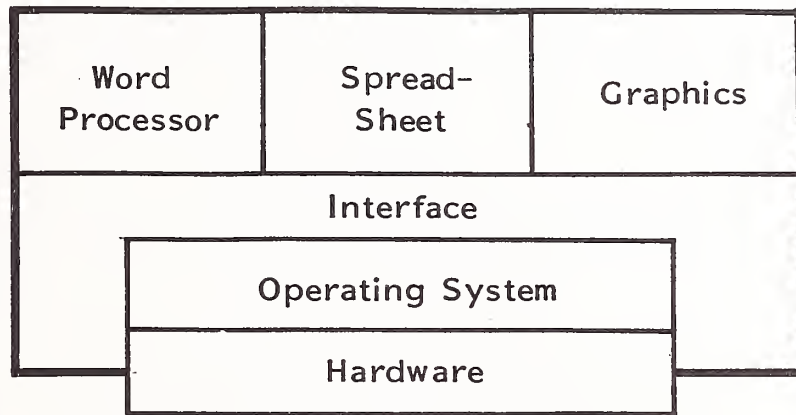 Word
Processor
Spread-
Sheet
Graphics
Interface
Operating System
Hardware